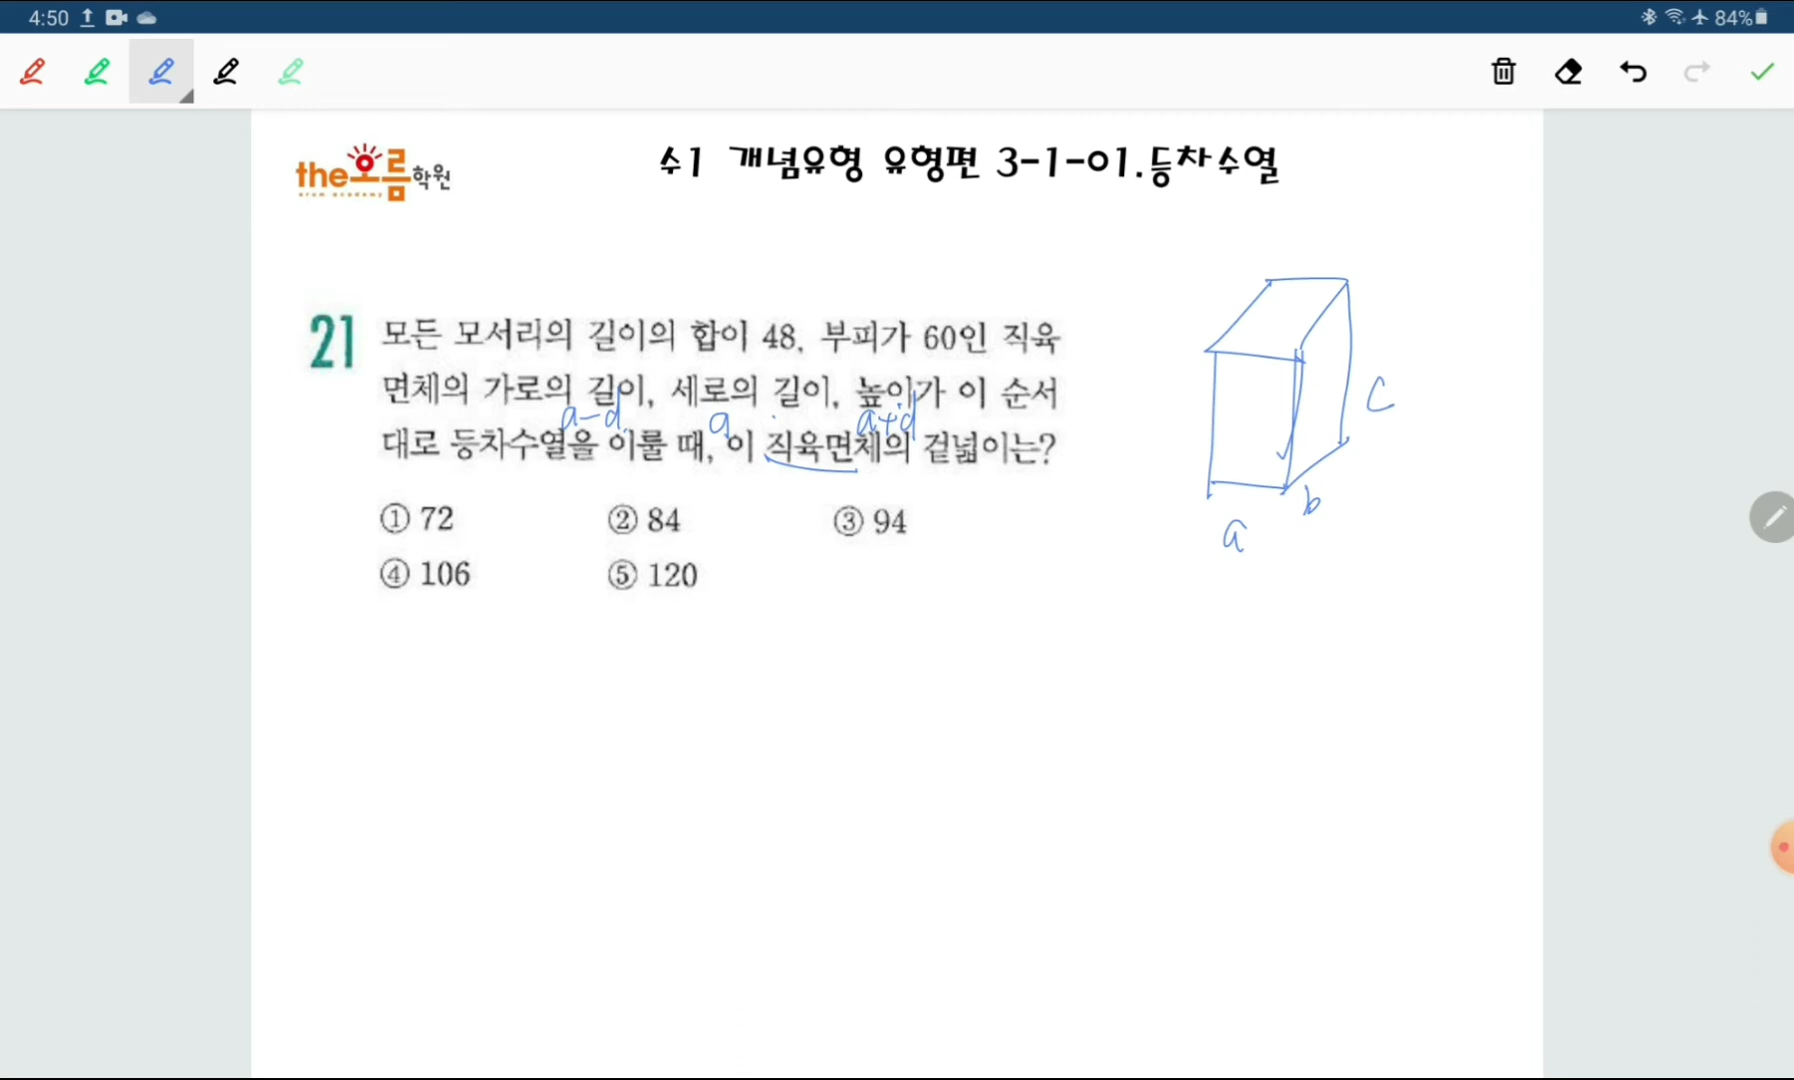 4:50
84%
the오름학원
수1 개념유형 유형편 3-1-01.등차수열
21 모든 모서리의 길이의 합이 48, 부피가 60인 직육
면체의 가로의 길이, 세로의 길이, 높이가 이 순서
a-d a a+d
대로 등차수열을 이룰 때, 이 직육면체의 겉넓이는?
① 72 ② 84 ③ 94
④ 106 ⑤ 120
c
b
a